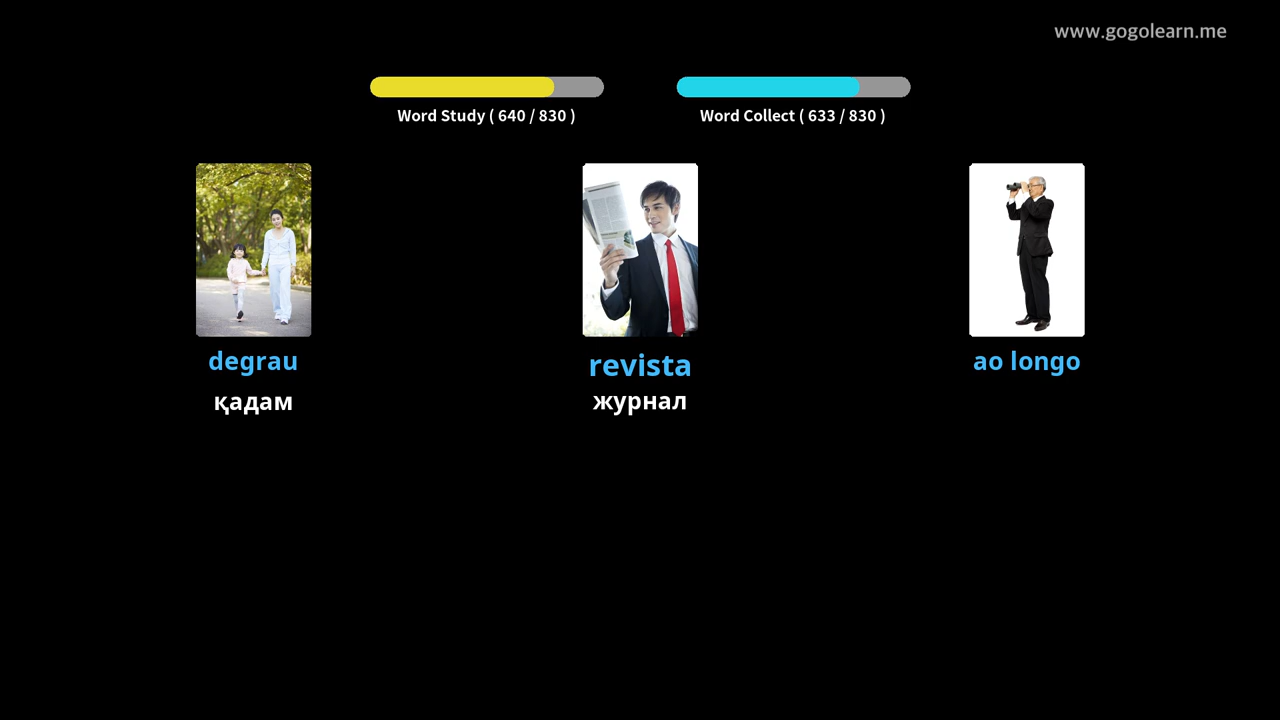 www.gogolearn.me
Word Study ( 640 / 830 )
Word Collect ( 633 / 830 )
degrau
revista
ao longo
қадам
журнал